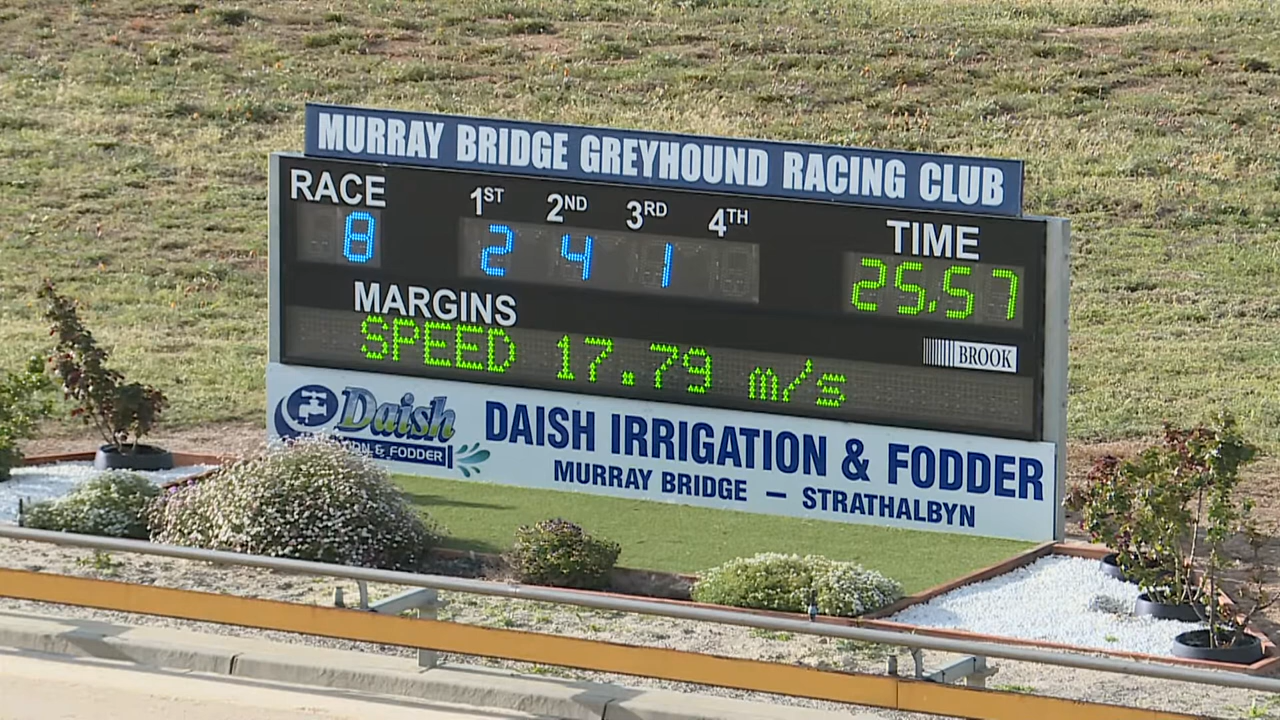 MURRAY BRIDGE GREYHOUND RACING CLUB
RACE 1ST 2ND 3RD 4TH TIME
8 2 4 1 25.57
MARGINS
SPEED 17.79 m/s
BROOK
Daish
& FODDER
DAISH IRRIGATION & FODDER
MURRAY BRIDGE – STRATHALBYN